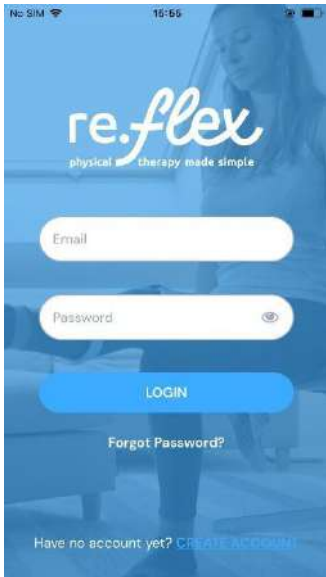 No SIM 15:55
re.flex
physical therapy made simple
Email
Password
LOGIN
Forgot Password?
Have no account yet? CREATE ACCOUNT